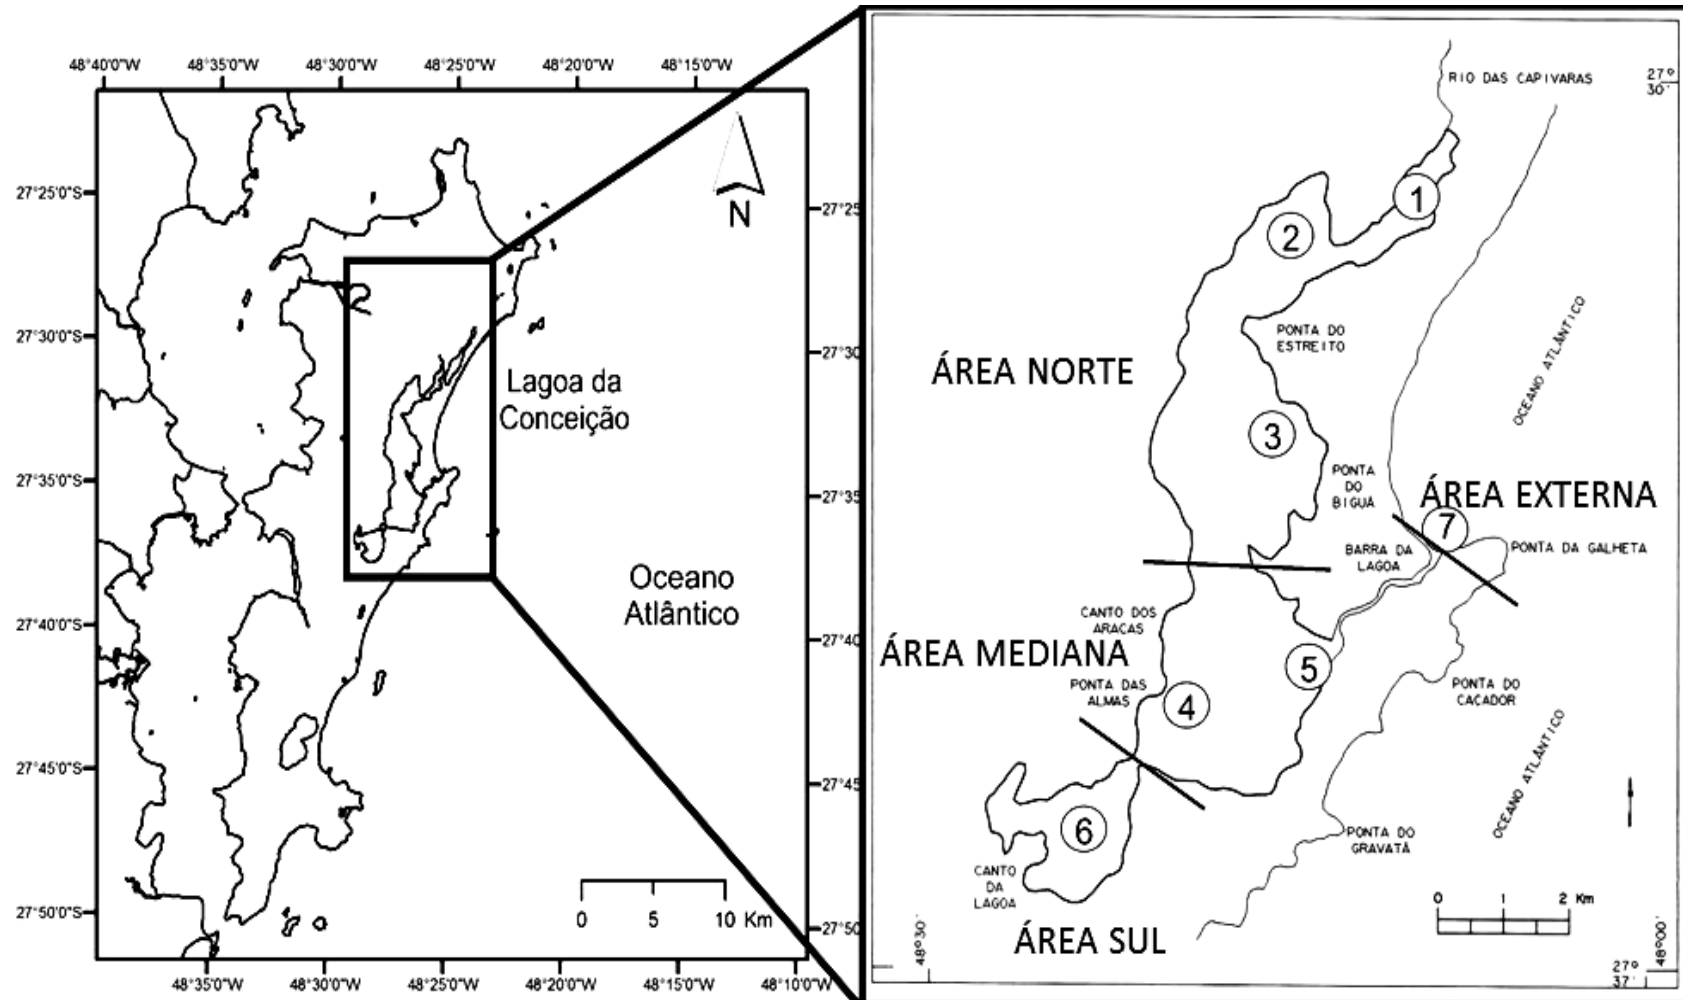 48°40'0"W 48°35'0"W 48°30'0"W 48°25'0"W 48°20'0"W 48°15'0"W
27°25'0"S
27°30'0"S
27°35'0"S
27°40'0"S
27°45'0"S
27°50'0"S
N
Lagoa da
Conceição
Oceano
Atlântico
0 5 10 Km
27°25
27°30
27°35
27°40
27°45
27°50
48°35'0"W 48°30'0"W 48°25'0"W 48°20'0"W 48°15'0"W 48°10'0"W
RIO DAS CAPIVARAS
27º
30'
1
2
PONTA DO
ESTREITO
OCEANO ATLÂNTICO
ÁREA NORTE
3
PONTA
DO
BIGUÁ
ÁREA EXTERNA
7
BARRA DA
LAGOA
PONTA DA GALHETA
CANTO DOS
ARAÇAS
ÁREA MEDIANA
5
PONTA DAS
ALMAS
4
PONTA DO
CAÇADOR
OCEANO ATLÂNTICO
6
PONTA DO
GRAVATÁ
CANTO
DA
LAGOA
ÁREA SUL
0 1 2 Km
48º30'
48º00'
27º
37'